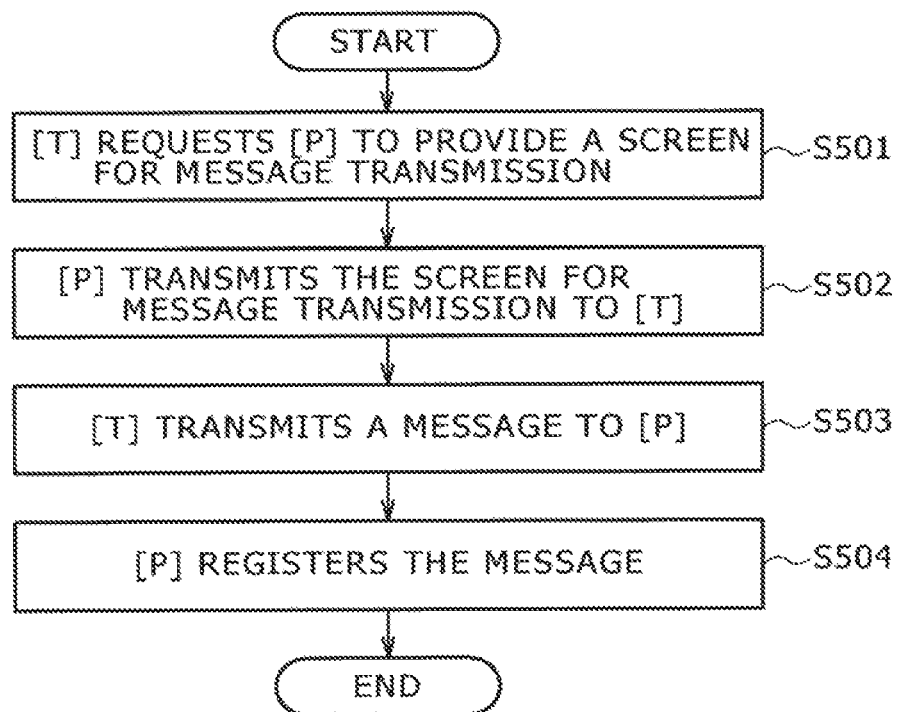 START
[T] REQUESTS [P] TO PROVIDE A SCREEN
FOR MESSAGE TRANSMISSION
S501
[P] TRANSMITS THE SCREEN FOR
MESSAGE TRANSMISSION TO [T]
S502
[T] TRANSMITS A MESSAGE TO [P]
S503
[P] REGISTERS THE MESSAGE
S504
END